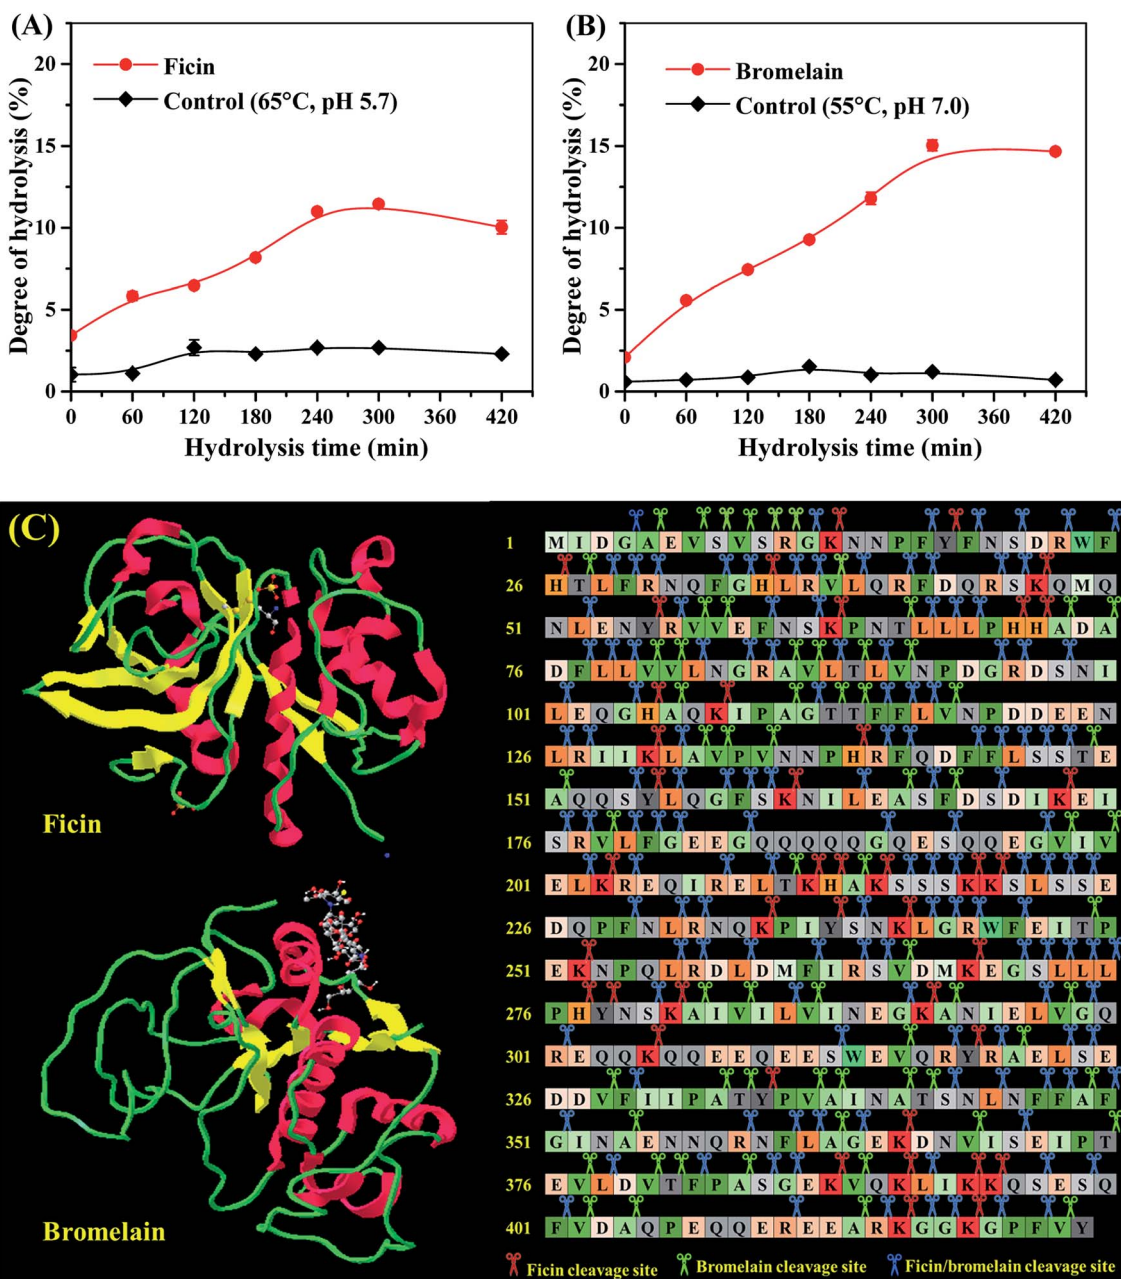 (A)
Ficin
Control (65°C, pH 5.7)
Degree of hydrolysis (%)
20
15
10
5
0
0 60 120 180 240 300 360 420
Hydrolysis time (min)
(B)
Bromelain
Control (55°C, pH 7.0)
Degree of hydrolysis (%)
20
15
10
5
0
0 60 120 180 240 300 360 420
Hydrolysis time (min)
(C)
Ficin
Bromelain
1 M I D G A E V S V S R G K N N P F Y F N S D R W F
26 H T L F R N Q F G H L R V L Q R F D Q R S K Q M Q
51 N L E N Y R V V E F N S K P N T L L L P H H A D A
76 D F L L V V L N G R A V L T L V N P D G R D S N I
101 L E Q G H A Q K I P A G T T F F L V N P D D E E N
126 L R I I K L A V P V N N P H R F Q D F F L S S T E
151 A Q Q S Y L Q G F S K N I L E A S F D S D I K E I
176 S R V L F G E E G Q Q Q Q Q G Q E S Q Q E G V I V
201 E L K R E Q I R E L T K H A K S S S K K S L S S E
226 D Q P F N L R N Q K P I Y S N K L G R W F E I T P
251 E K N P Q L R D L D M F I R S V D M K E G S L L L
276 P H Y N S K A I V I L V I N E G K A N I E L V G Q
301 R E Q Q K Q Q E E Q E E S W E V Q R Y R A E L S E
326 D D V F I I P A T Y P V A I N A T S N L N F F A F
351 G I N A E N N Q R N F L A G E K D N V I S E I P T
376 E V L D V T F P A S G E K V Q K L I K K Q S E S Q
401 F V D A Q P E Q Q E R E E A R K G G K G P F V Y
Ficin cleavage site
Bromelain cleavage site
Ficin/bromelain cleavage site